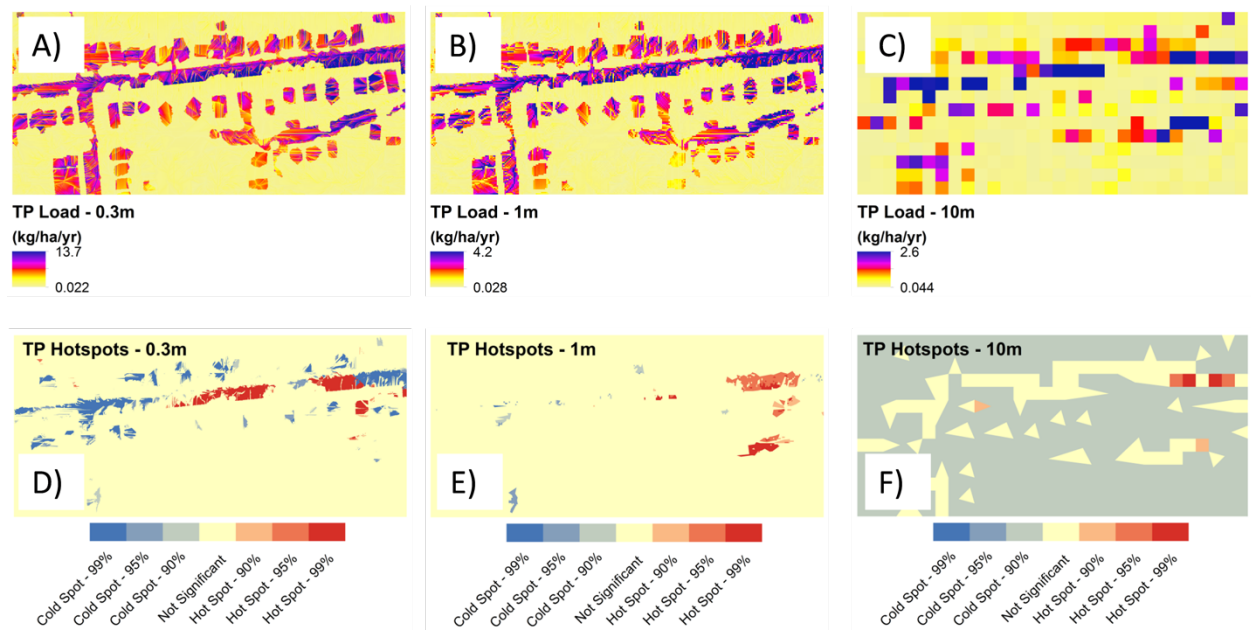 A)
B)
C)
TP Load - 0.3m
(kg/ha/yr)
13.7
0.022
TP Load - 1m
(kg/ha/yr)
4.2
0.028
TP Load - 10m
(kg/ha/yr)
2.6
0.044
TP Hotspots - 0.3m
D)
Cold Spot - 99%
Cold Spot - 95%
Cold Spot - 90%
Not Significant
Hot Spot - 90%
Hot Spot - 95%
Hot Spot - 99%
TP Hotspots - 1m
E)
Cold Spot - 99%
Cold Spot - 95%
Cold Spot - 90%
Not Significant
Hot Spot - 90%
Hot Spot - 95%
Hot Spot - 99%
TP Hotspots - 10m
F)
Cold Spot - 99%
Cold Spot - 95%
Cold Spot - 90%
Not Significant
Hot Spot - 90%
Hot Spot - 95%
Hot Spot - 99%